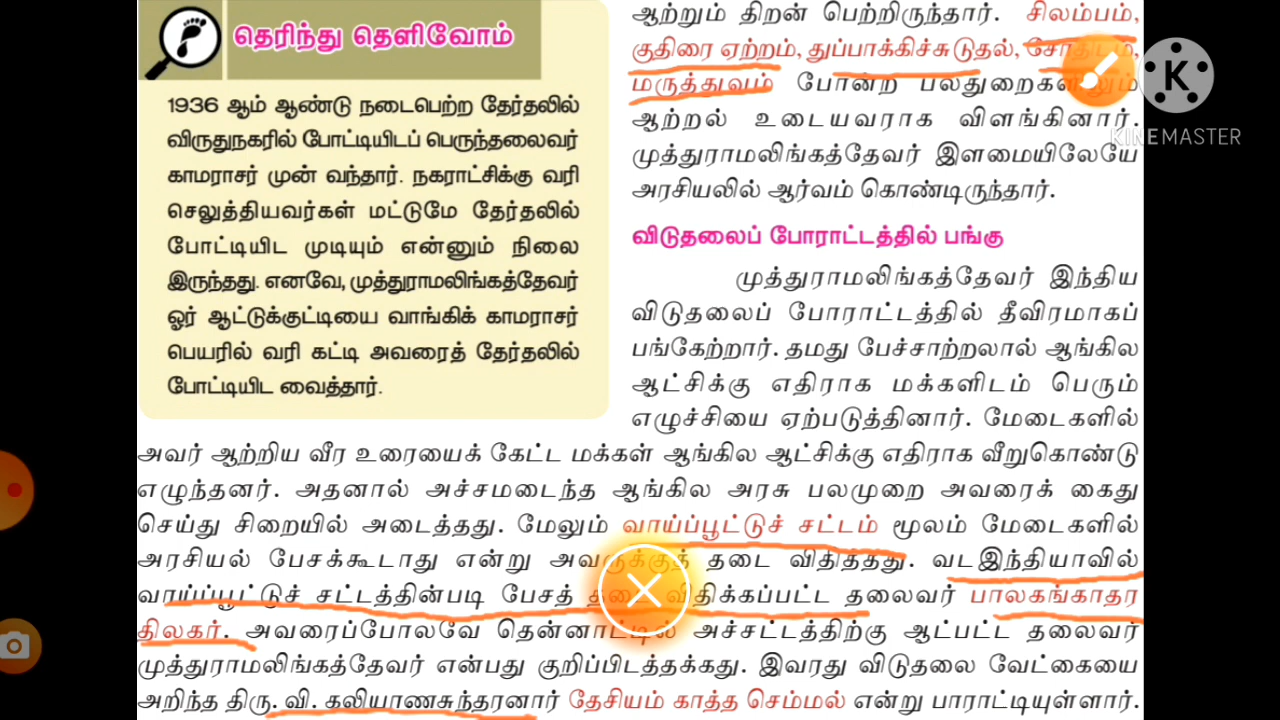 தெரிந்து தெளிவோம்
1936 ஆம் ஆண்டு நடைபெற்ற தேர்தலில்
விருதுநகரில் போட்டியிடப் பெருந்தலைவர்
காமராசர் முன் வந்தார். நகராட்சிக்கு வரி
செலுத்தியவர்கள் மட்டுமே தேர்தலில்
போட்டியிட முடியும் என்னும் நிலை
இருந்தது. எனவே, முத்துராமலிங்கத்தேவர்
ஓர் ஆட்டுக்குட்டியை வாங்கிக் காமராசர்
பெயரில் வரி கட்டி அவரைத் தேர்தலில்
போட்டியிட வைத்தார்.
ஆற்றும் திறன் பெற்றிருந்தார். சிலம்பம்,
குதிரை ஏற்றம், துப்பாக்கிச்சுடுதல், சோதிடம்,
மருத்துவம் போன்ற பலதுறைகளிலும்
ஆற்றல் உடையவராக விளங்கினார்.
முத்துராமலிங்கத்தேவர் இளமையிலேயே
அரசியலில் ஆர்வம் கொண்டிருந்தார்.
விடுதலைப் போராட்டத்தில் பங்கு
முத்துராமலிங்கத்தேவர் இந்திய
விடுதலைப் போராட்டத்தில் தீவிரமாகப்
பங்கேற்றார். தமது பேச்சாற்றலால் ஆங்கில
ஆட்சிக்கு எதிராக மக்களிடம் பெரும்
எழுச்சியை ஏற்படுத்தினார். மேடைகளில்
அவர் ஆற்றிய வீர உரையைக் கேட்ட மக்கள் ஆங்கில ஆட்சிக்கு எதிராக வீறுகொண்டு
எழுந்தனர். அதனால் அச்சமடைந்த ஆங்கில அரசு பலமுறை அவரைக் கைது
செய்து சிறையில் அடைத்தது. மேலும் வாய்ப்பூட்டுச் சட்டம் மூலம் மேடைகளில்
அரசியல் பேசக்கூடாது என்று அவருக்குத் தடை விதித்தது. வடஇந்தியாவில்
வாய்ப்பூட்டுச் சட்டத்தின்படி பேசத் தடை விதிக்கப்பட்ட தலைவர் பாலகங்காதர
திலகர். அவரைப்போலவே தென்னாட்டில் அச்சட்டத்திற்கு ஆட்பட்ட தலைவர்
முத்துராமலிங்கத்தேவர் என்பது குறிப்பிடத்தக்கது. இவரது விடுதலை வேட்கையை
அறிந்த திரு. வி. கலியாணசுந்தரனார் தேசியம் காத்த செம்மல் என்று பாராட்டியுள்ளார்.
K
KINEMASTER